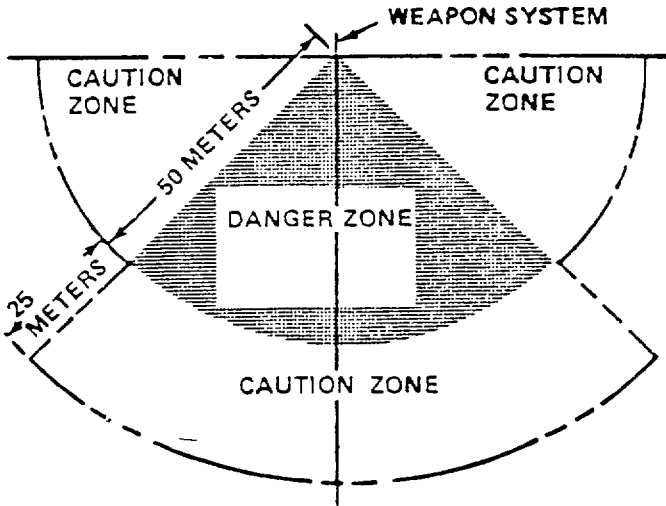 WEAPON SYSTEM
CAUTION
ZONE
CAUTION
ZONE
50 METERS
DANGER ZONE
25
METERS
CAUTION ZONE